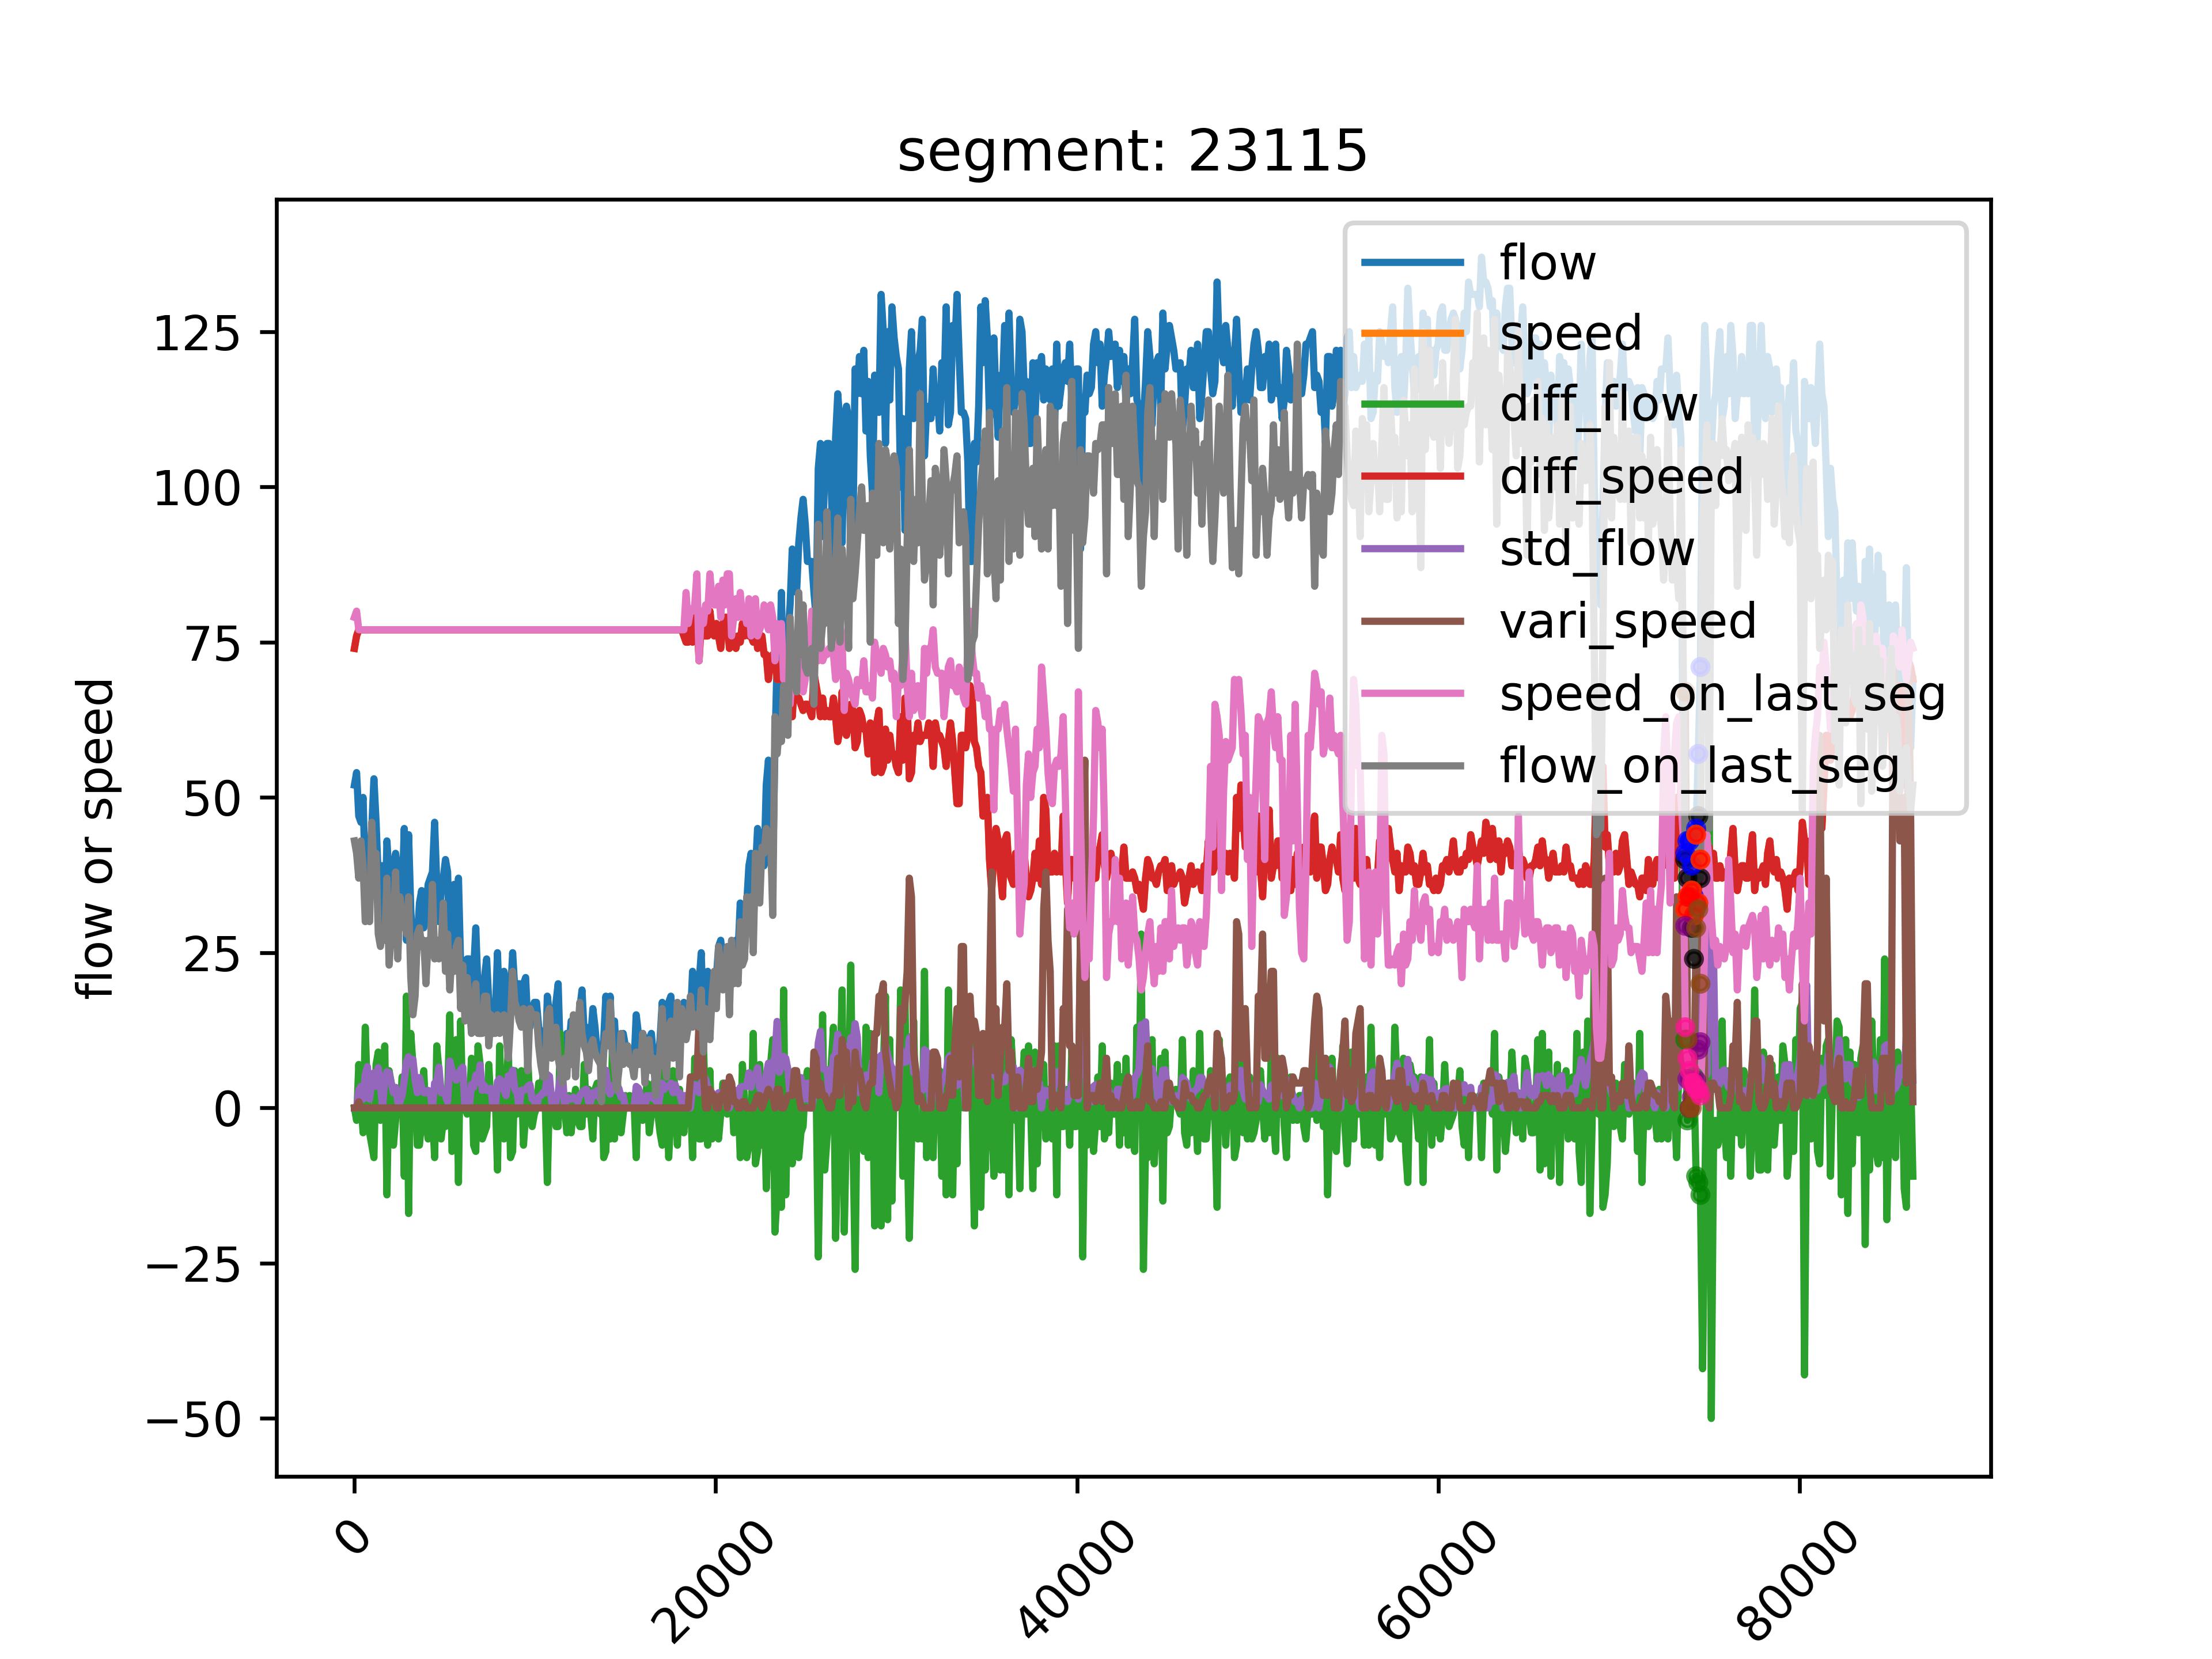 segment: 23115
flow or speed
125
100
75
50
25
0
−25
−50
flow
speed
diff_flow
diff_speed
std_flow
vari_speed
speed_on_last_seg
flow_on_last_seg
0
20000
40000
60000
80000